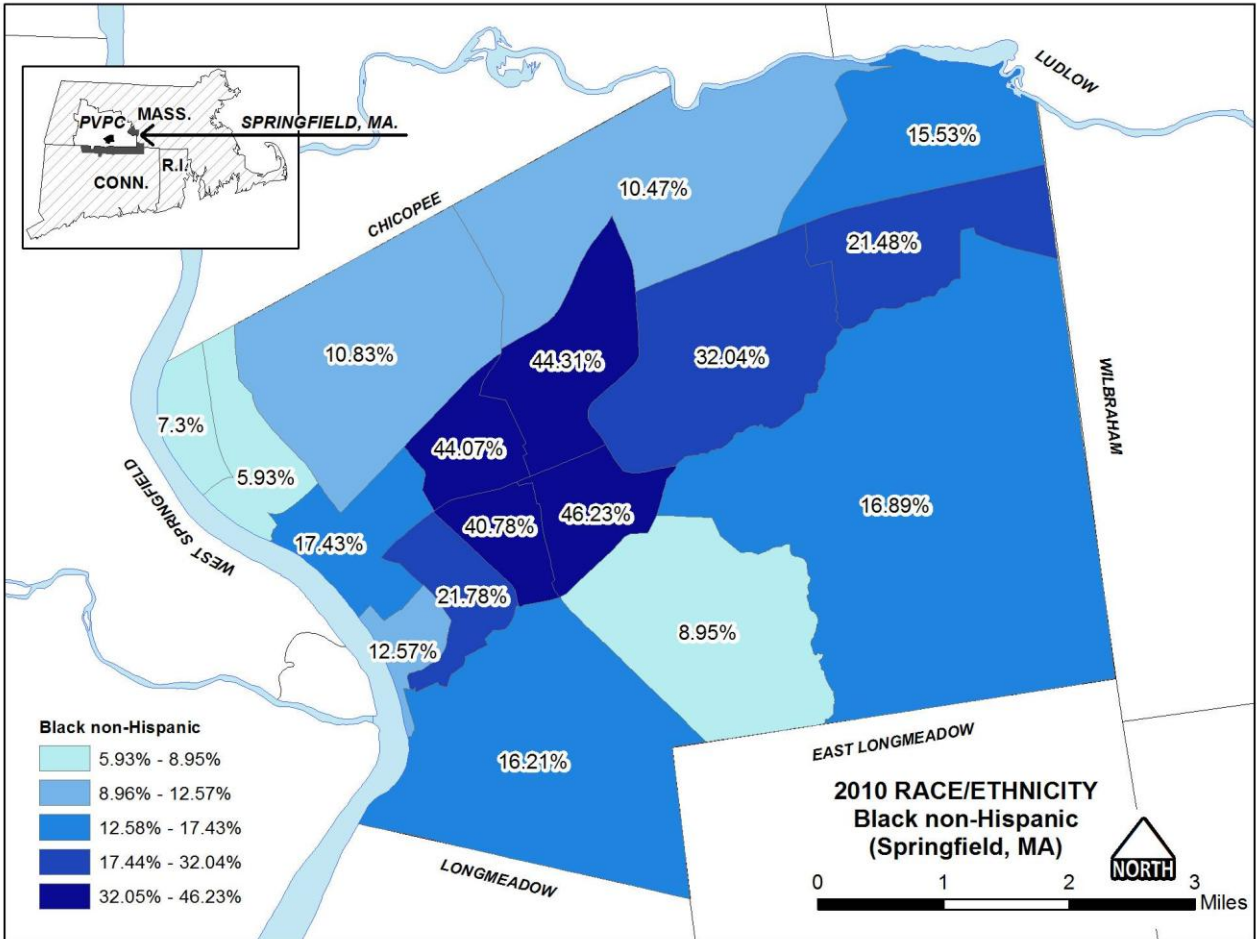 LUDLOW
PVPC
MASS.
SPRINGFIELD, MA.
R.I.
CONN.
15.53%
10.47%
CHICOPEE
21.48%
10.83%
44.31%
32.04%
WILBRAHAM
7.3%
44.07%
5.93%
WEST SPRINGFIELD
46.23%
16.89%
40.78%
17.43%
21.78%
8.95%
12.57%
16.21%
EAST LONGMEADOW
LONGMEADOW
Black non-Hispanic
5.93% - 8.95%
8.96% - 12.57%
12.58% - 17.43%
17.44% - 32.04%
32.05% - 46.23%
2010 RACE/ETHNICITY
Black non-Hispanic
(Springfield, MA)
NORTH
0 1 2 3
Miles